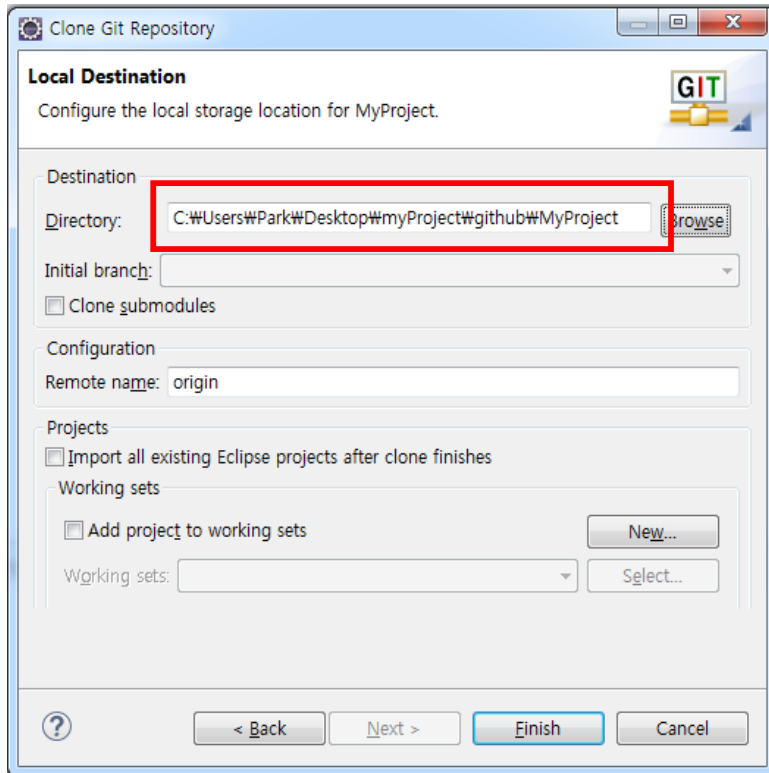 Clone Git Repository
Local Destination
Configure the local storage location for MyProject.
GIT
Destination
Directory: C:₩Users₩Park₩Desktop₩myProject₩github₩MyProject Browse
Initial branch:
Clone submodules
Configuration
Remote name: origin
Projects
Import all existing Eclipse projects after clone finishes
Working sets
Add project to working sets New...
Working sets: Select...
? < Back Next > Finish Cancel